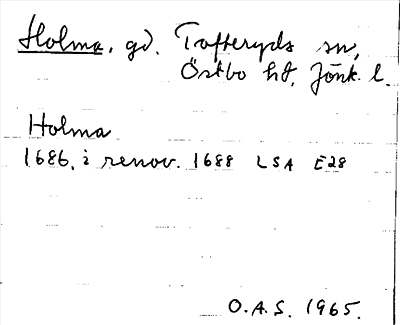 Holma, gd. Tofteryds sn,
Östbo hd, Jönk. l.
Holma
1686, i renov. 1688 LSA E28
O.A.S. 1965.